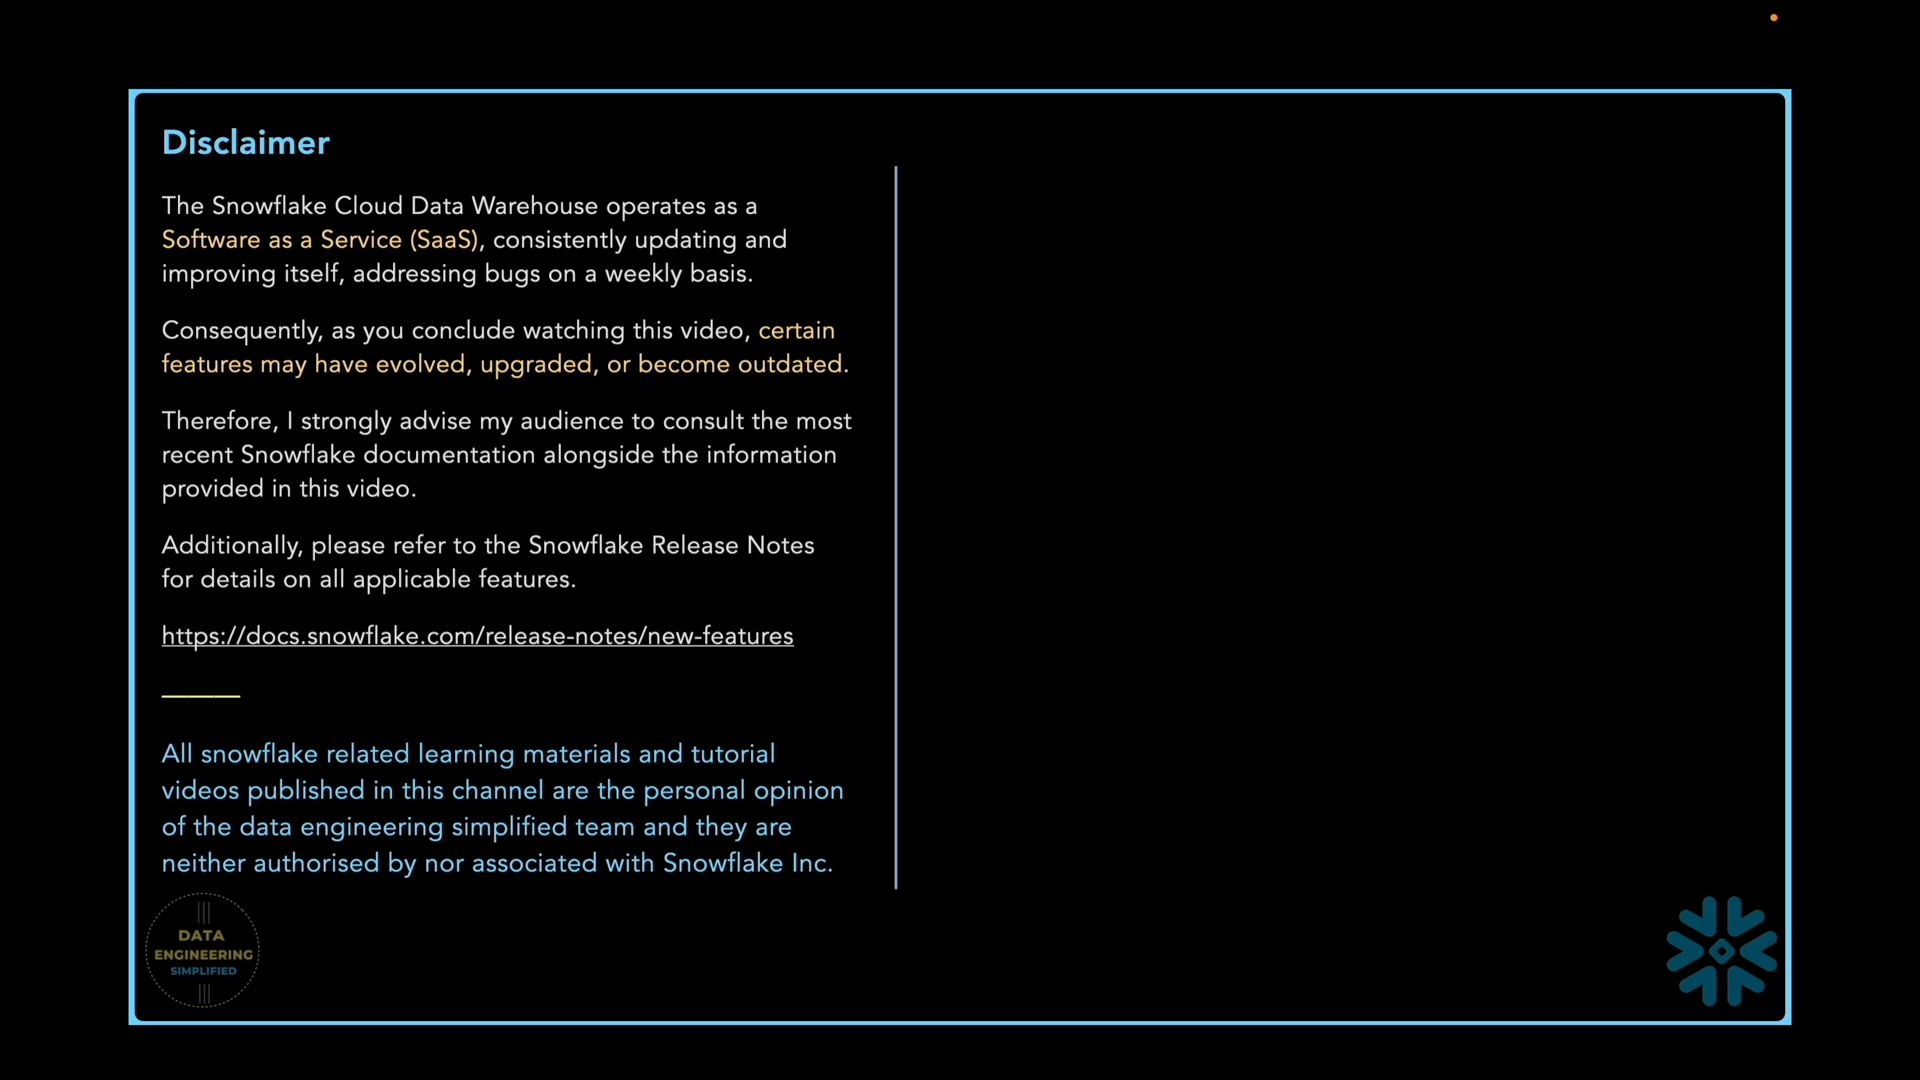 Disclaimer
The Snowflake Cloud Data Warehouse operates as a
Software as a Service (SaaS), consistently updating and
improving itself, addressing bugs on a weekly basis.
Consequently, as you conclude watching this video, certain
features may have evolved, upgraded, or become outdated.
Therefore, I strongly advise my audience to consult the most
recent Snowflake documentation alongside the information
provided in this video.
Additionally, please refer to the Snowflake Release Notes
for details on all applicable features.
https://docs.snowflake.com/release-notes/new-features
All snowflake related learning materials and tutorial
videos published in this channel are the personal opinion
of the data engineering simplified team and they are
neither authorised by nor associated with Snowflake Inc.
DATA
ENGINEERING
SIMPLIFIED